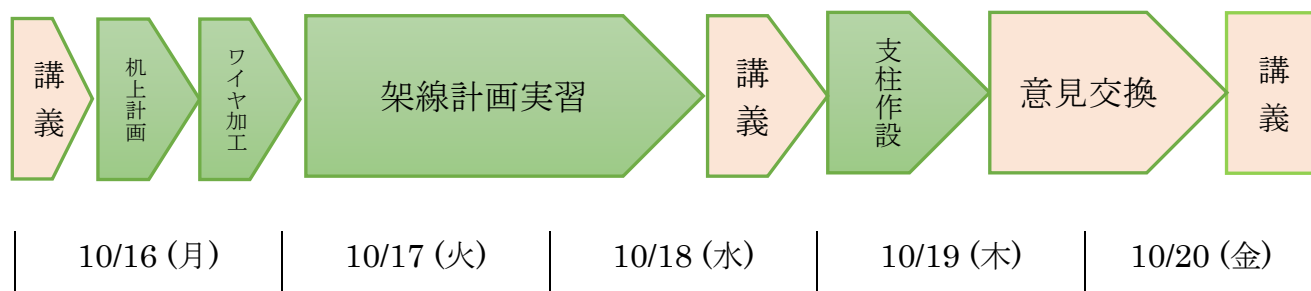 講義
机上計画
ワイヤ加工
架線計画実習
講義
支柱作設
意見交換
講義
10/16 (月)
10/17 (火)
10/18 (水)
10/19 (木)
10/20 (金)